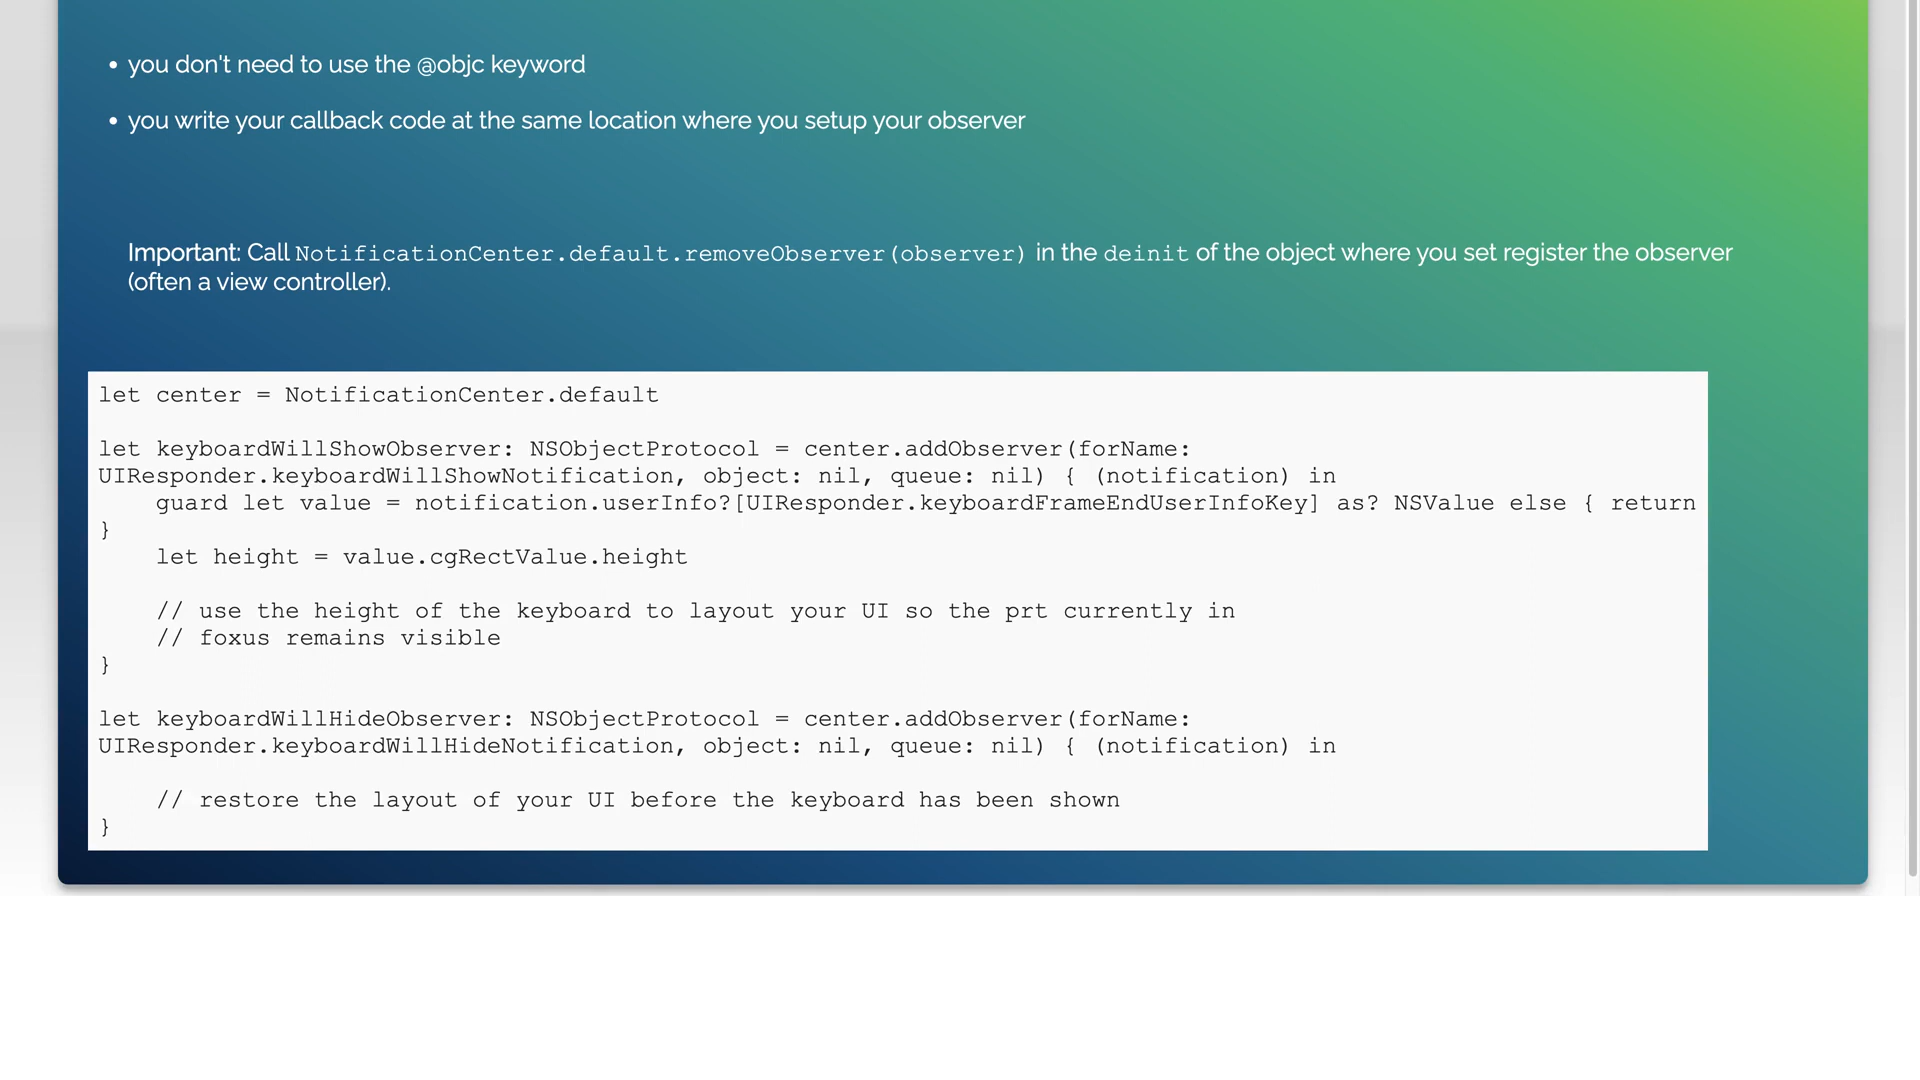 • you don't need to use the @objc keyword
• you write your callback code at the same location where you setup your observer
Important: Call NotificationCenter.default.removeObserver(observer) in the deinit of the object where you set register the observer
(often a view controller).
let center = NotificationCenter.default
let keyboardWillShowObserver: NSObjectProtocol = center.addObserver(forName:
UIResponder.keyboardWillShowNotification, object: nil, queue: nil) { (notification) in
    guard let value = notification.userInfo?[UIResponder.keyboardFrameEndUserInfoKey] as? NSValue else { return
}
    let height = value.cgRectValue.height
    // use the height of the keyboard to layout your UI so the prt currently in
    // foxus remains visible
}
let keyboardWillHideObserver: NSObjectProtocol = center.addObserver(forName:
UIResponder.keyboardWillHideNotification, object: nil, queue: nil) { (notification) in
    // restore the layout of your UI before the keyboard has been shown
}